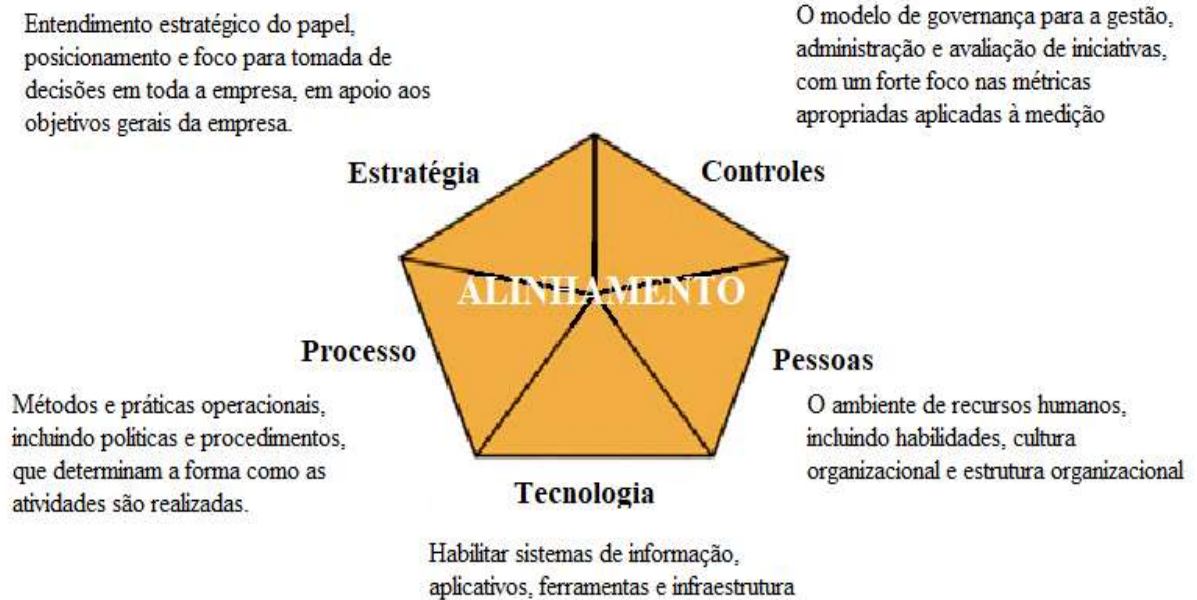 Entendimento estratégico do papel,
posicionamento e foco para tomada de
decisões em toda a empresa, em apoio aos
objetivos gerais da empresa.
O modelo de governança para a gestão,
administração e avaliação de iniciativas,
com um forte foco nas métricas
apropriadas aplicadas à medição
Estratégia
Controles
ALINHAMENTO
Processo
Pessoas
Métodos e práticas operacionais,
incluindo políticas e procedimentos,
que determinam a forma como as
atividades são realizadas.
O ambiente de recursos humanos,
incluindo habilidades, cultura
organizacional e estrutura organizacional
Tecnologia
Habilitar sistemas de informação,
aplicativos, ferramentas e infraestrutura